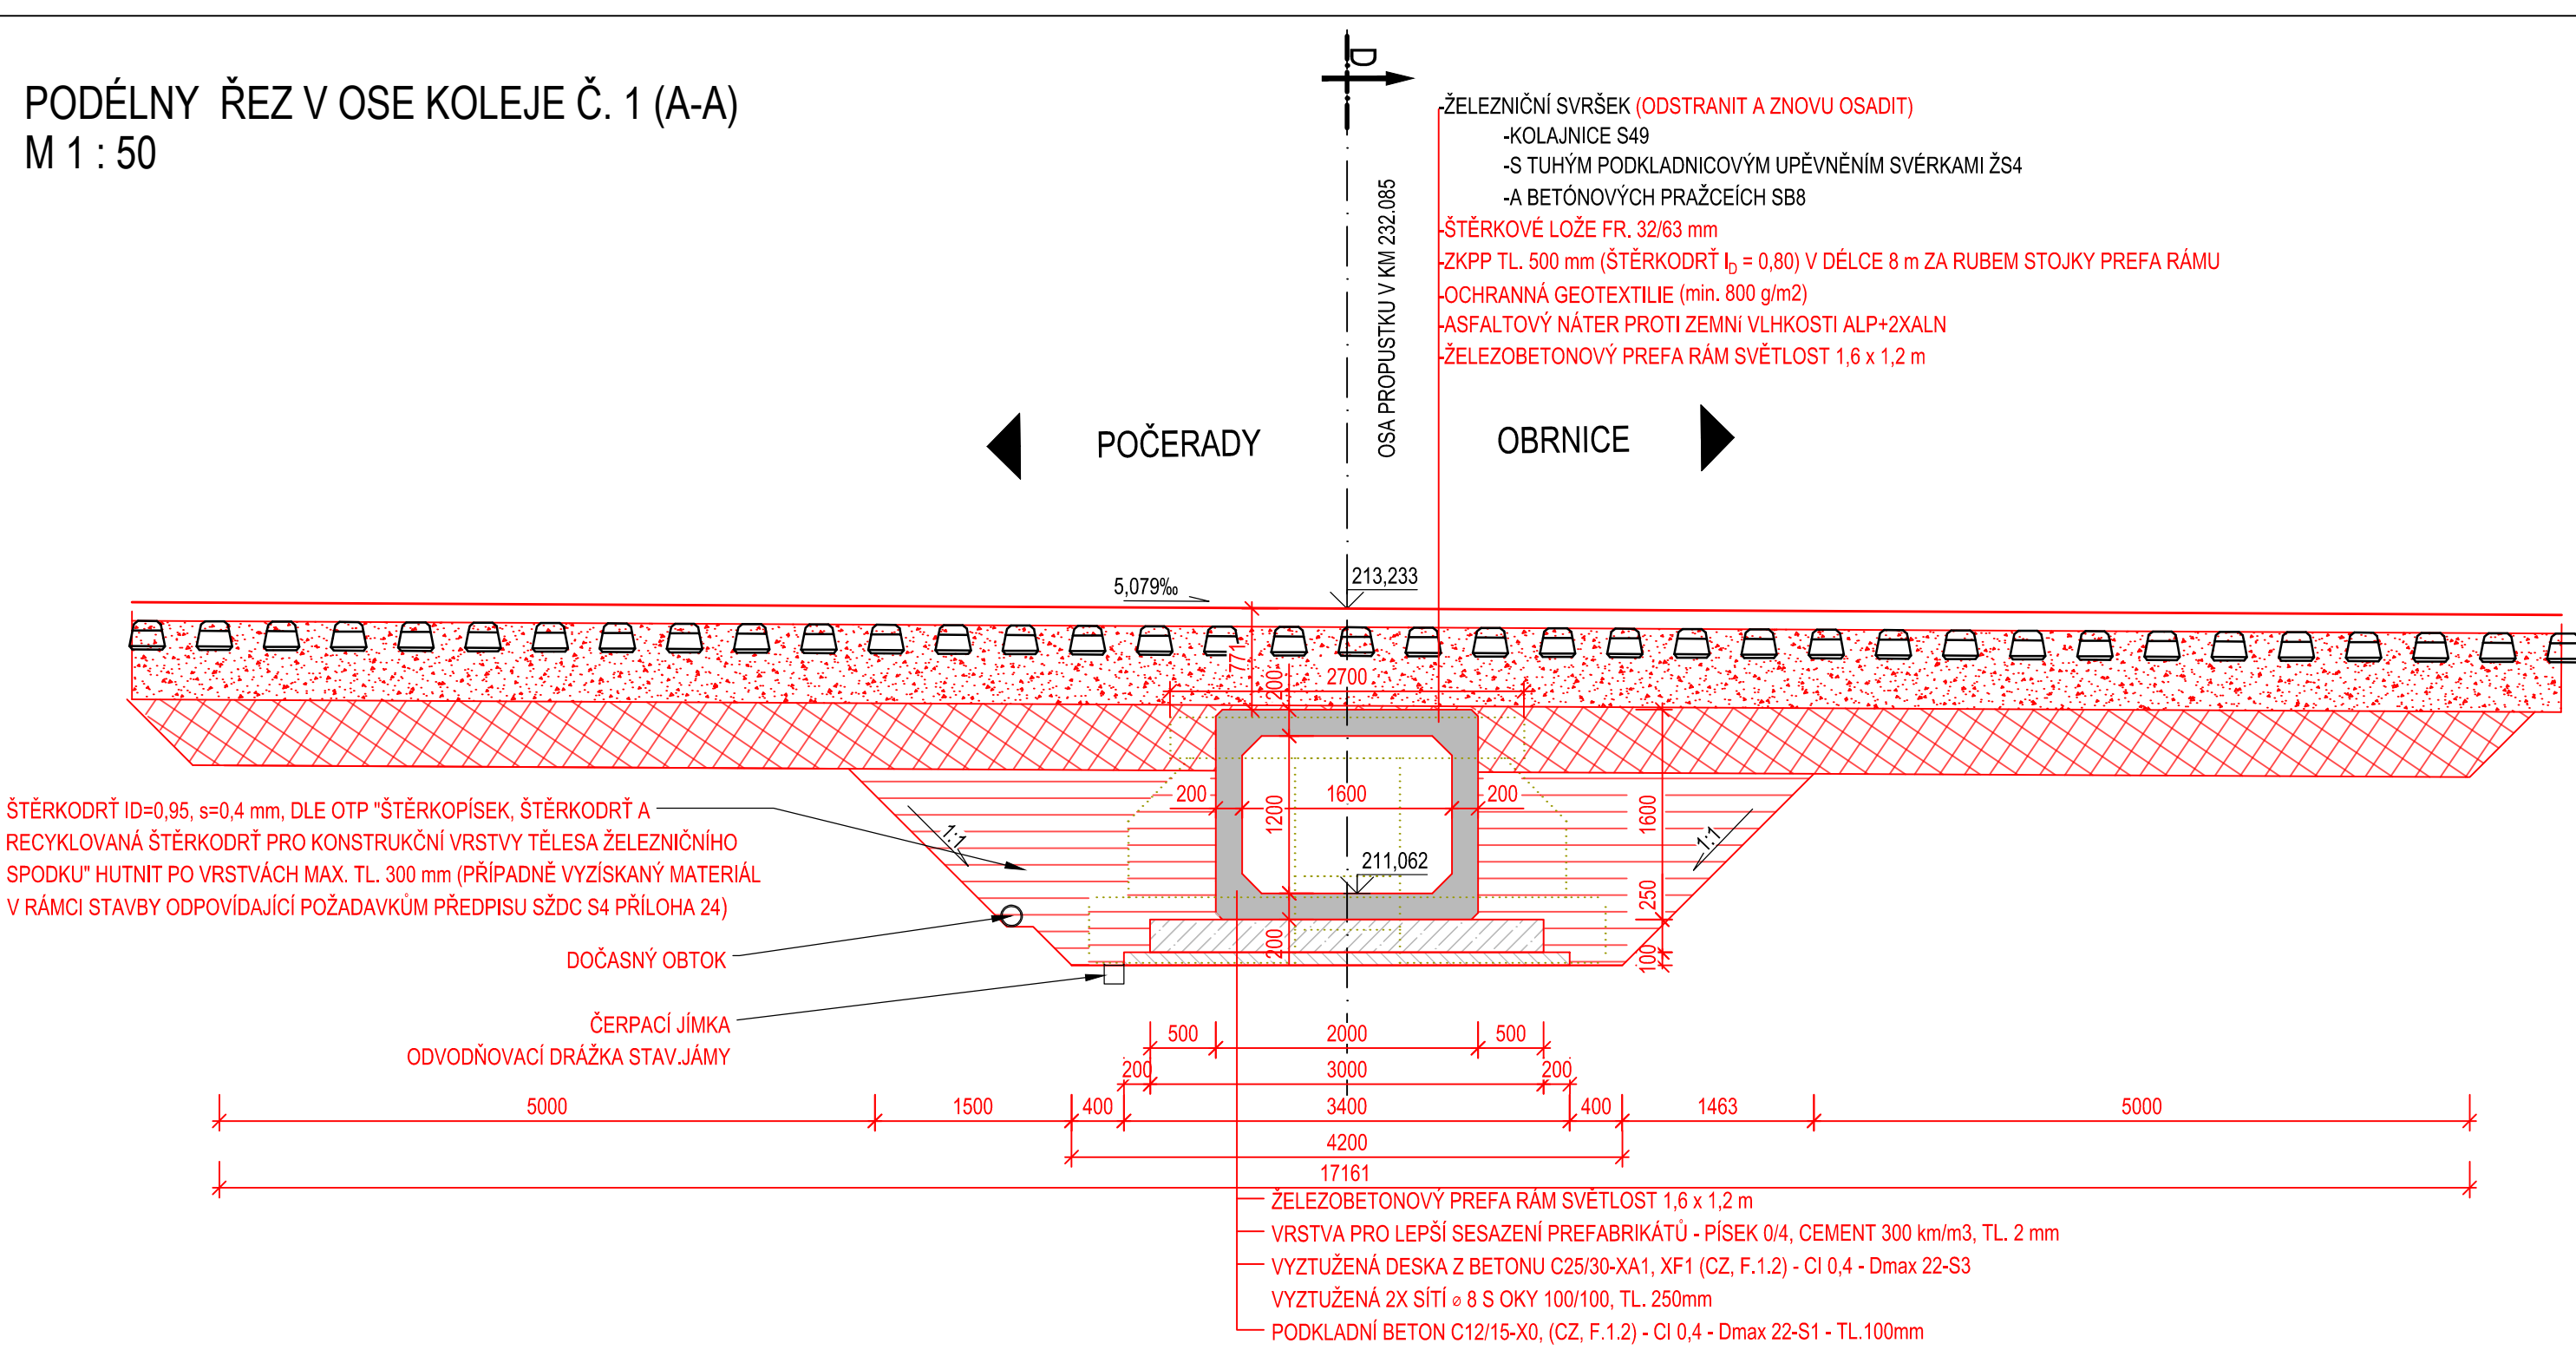 PODÉLNY ŘEZ V OSE KOLEJE Č. 1 (A-A)
M 1 : 50
D
OSA PROPUSTKU V KM 232.085
-ŽELEZNIČNÍ SVRŠEK (ODSTRANIT A ZNOVU OSADIT)
-KOLAJNICE S49
-S TUHÝM PODKLADNICOVÝM UPĚVNĚNÍM SVÉRKAMI ŽS4
-A BETÓNOVÝCH PRAŽCEÍCH SB8
-ŠTĚRKOVÉ LOŽE FR. 32/63 mm
-ZKPP TL. 500 mm (ŠTĚRKODRŤ ID = 0,80) V DÉLCE 8 m ZA RUBEM STOJKY PREFA RÁMU
-OCHRANNÁ GEOTEXTILIE (min. 800 g/m2)
-ASFALTOVÝ NÁTER PROTI ZEMNí VLHKOSTI ALP+2XALN
-ŽELEZOBETONOVÝ PREFA RÁM SVĚTLOST 1,6 x 1,2 m
POČERADY
OBRNICE
5,079‰
213,233
771
200
2700
200
1600
200
1200
1600
1:1
1:1
211,062
250
200
100
ŠTĚRKODRŤ ID=0,95, s=0,4 mm, DLE OTP "ŠTĚRKOPÍSEK, ŠTĚRKODRŤ A
RECYKLOVANÁ ŠTĚRKODRŤ PRO KONSTRUKČNÍ VRSTVY TĚLESA ŽELEZNIČNÍHO
SPODKU" HUTNIT PO VRSTVÁCH MAX. TL. 300 mm (PŘÍPADNĚ VYZÍSKANÝ MATERIÁL
V RÁMCI STAVBY ODPOVÍDAJÍCÍ POŽADAVKŮM PŘEDPISU SŽDC S4 PŘÍLOHA 24)
DOČASNÝ OBTOK
ČERPACÍ JÍMKA
ODVODŇOVACÍ DRÁŽKA STAV.JÁMY
500 2000 500
200 3000 200
5000 1500 400 3400 400 1463 5000
4200
17161
ŽELEZOBETONOVÝ PREFA RÁM SVĚTLOST 1,6 x 1,2 m
VRSTVA PRO LEPŠÍ SESAZENÍ PREFABRIKÁTŮ - PÍSEK 0/4, CEMENT 300 km/m3, TL. 2 mm
VYZTUŽENÁ DESKA Z BETONU C25/30-XA1, XF1 (CZ, F.1.2) - Cl 0,4 - Dmax 22-S3
VYZTUŽENÁ 2X SÍTÍ ⌀ 8 S OKY 100/100, TL. 250mm
PODKLADNÍ BETON C12/15-X0, (CZ, F.1.2) - Cl 0,4 - Dmax 22-S1 - TL.100mm